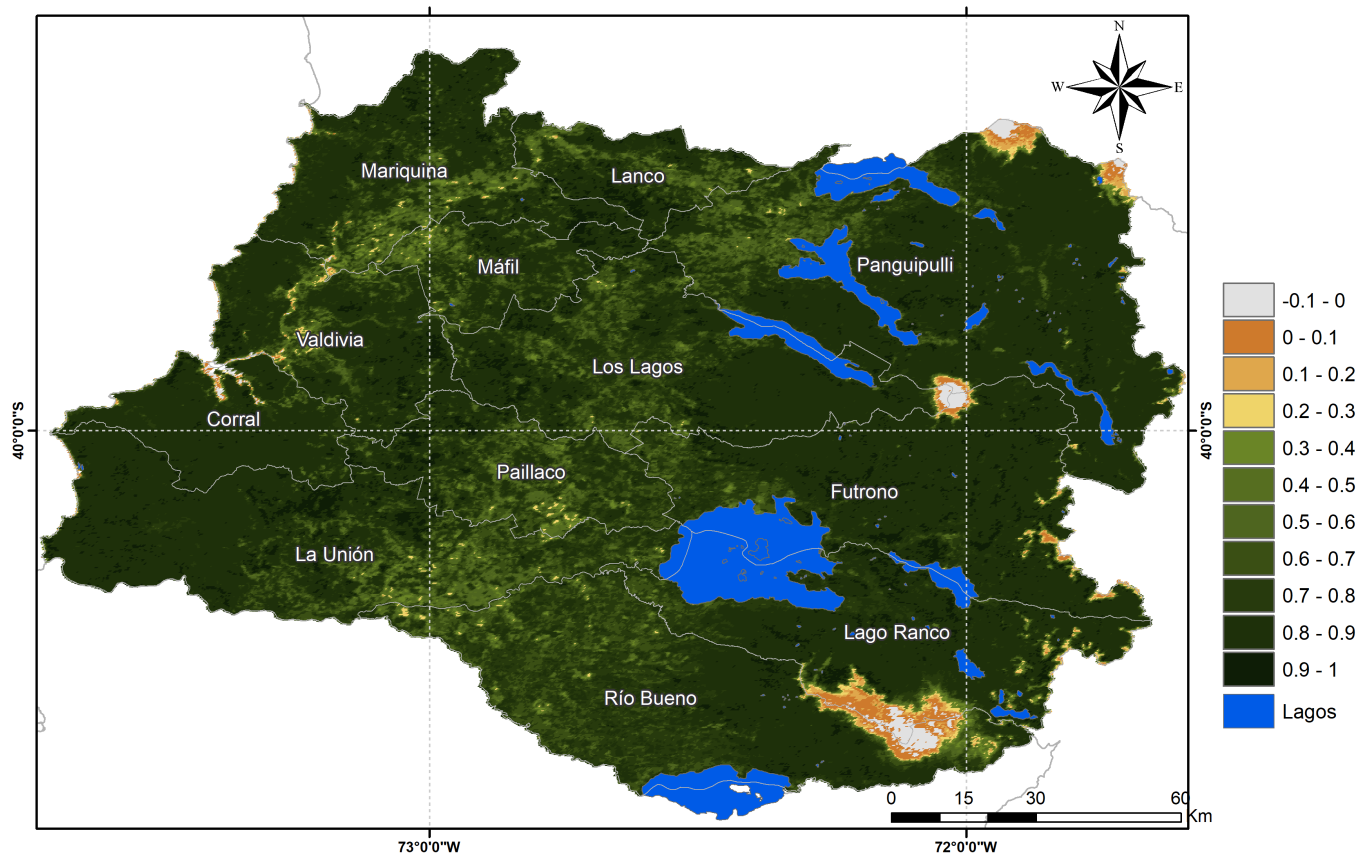 N
W
E
S
Mariquina
Lanco
Máfil
Panguipulli
Valdivia
Los Lagos
Corral
Paillaco
Futrono
La Unión
Lago Ranco
Río Bueno
40°0'0"S
40°0'0"S
73°0'0"W
72°0'0"W
0
15
30
60
Km
-0.1 - 0
0 - 0.1
0.1 - 0.2
0.2 - 0.3
0.3 - 0.4
0.4 - 0.5
0.5 - 0.6
0.6 - 0.7
0.7 - 0.8
0.8 - 0.9
0.9 - 1
Lagos